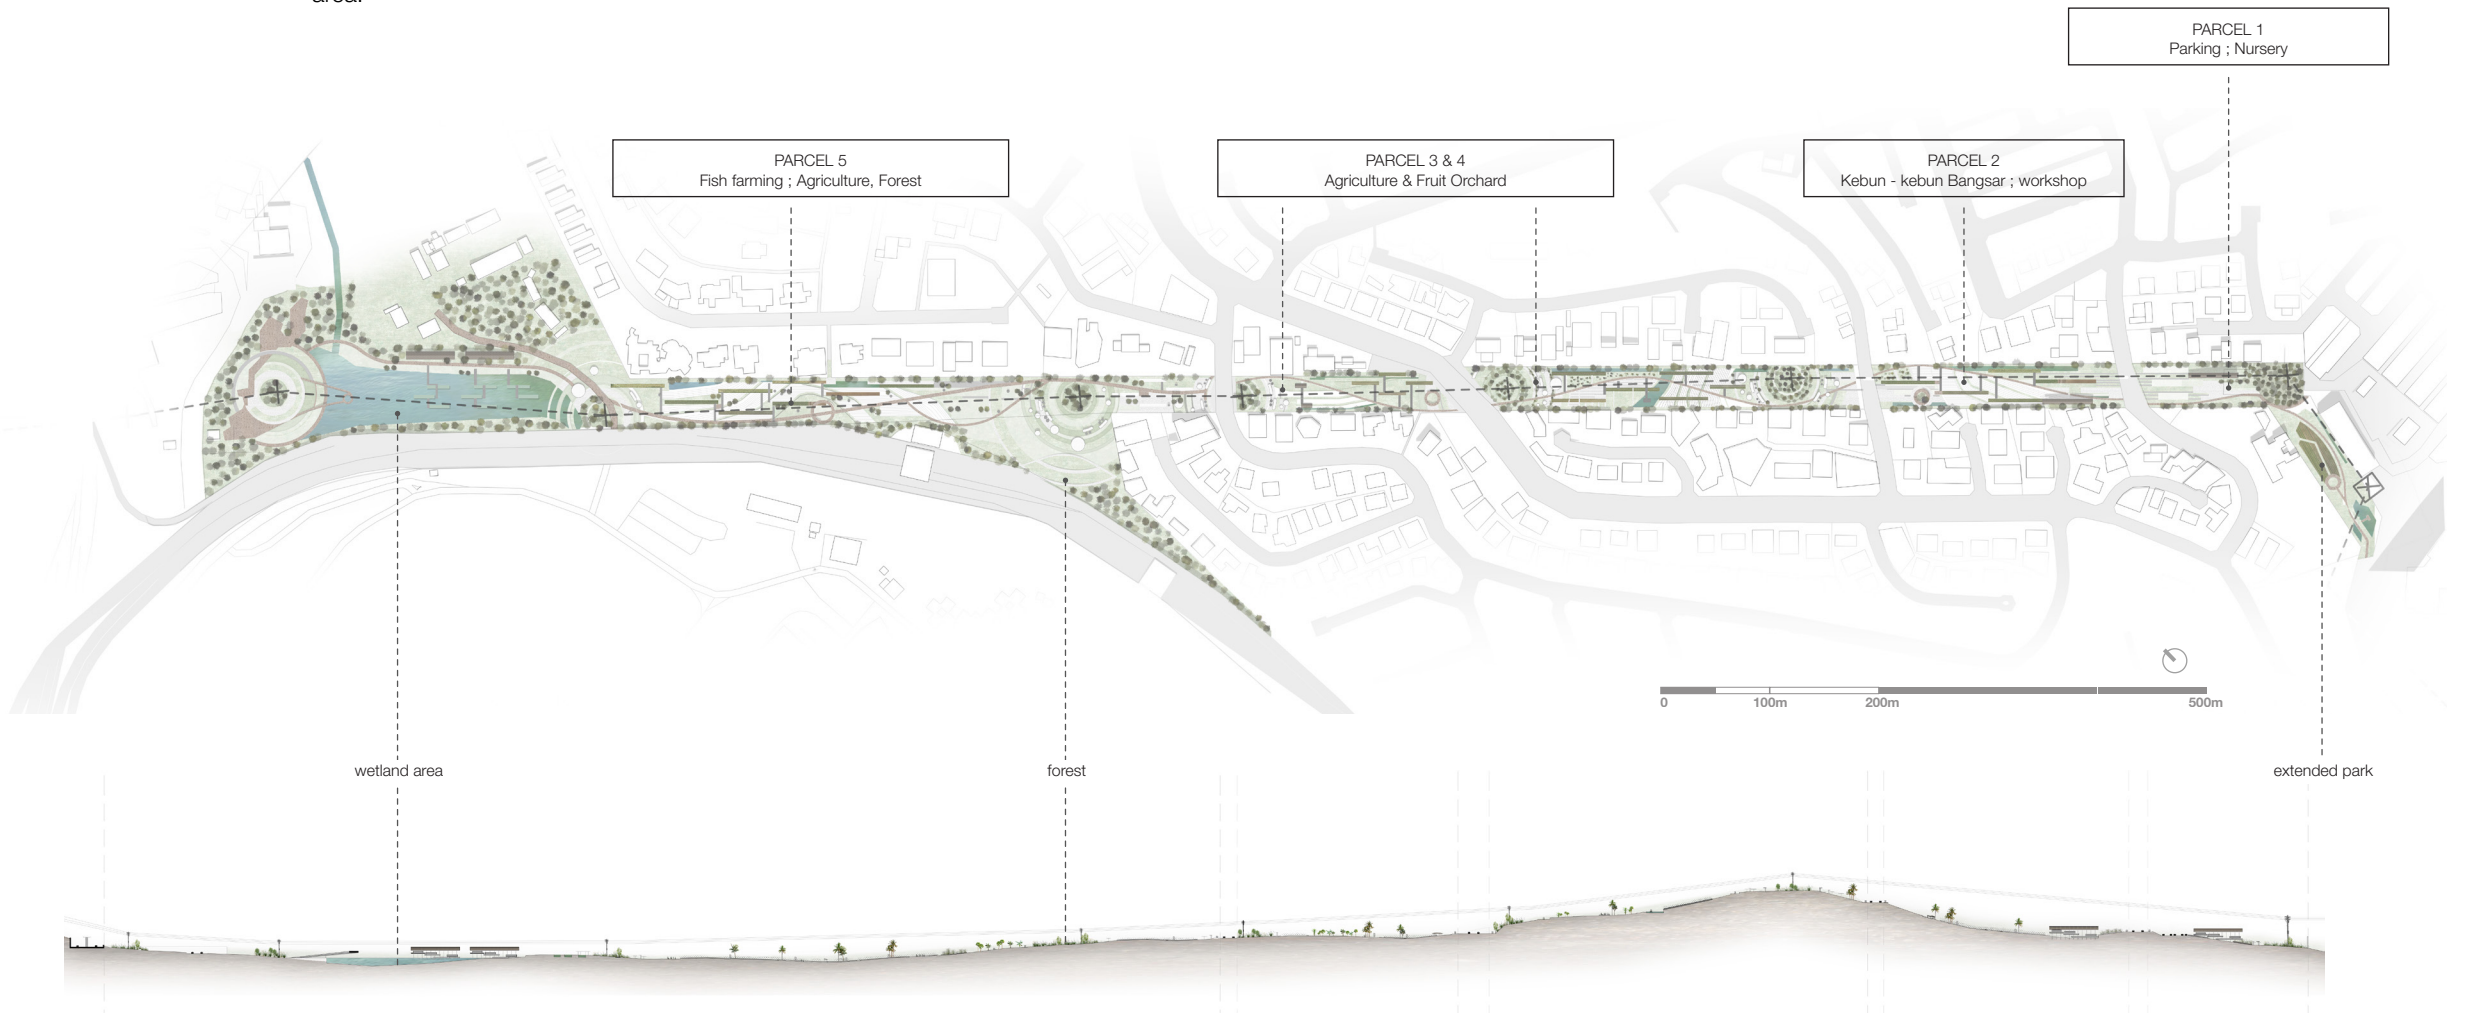 area.
PARCEL 1
Parking ; Nursery
PARCEL 5
Fish farming ; Agriculture, Forest
PARCEL 3 & 4
Agriculture & Fruit Orchard
PARCEL 2
Kebun - kebun Bangsar ; workshop
0 100m 200m 500m
wetland area
forest
extended park